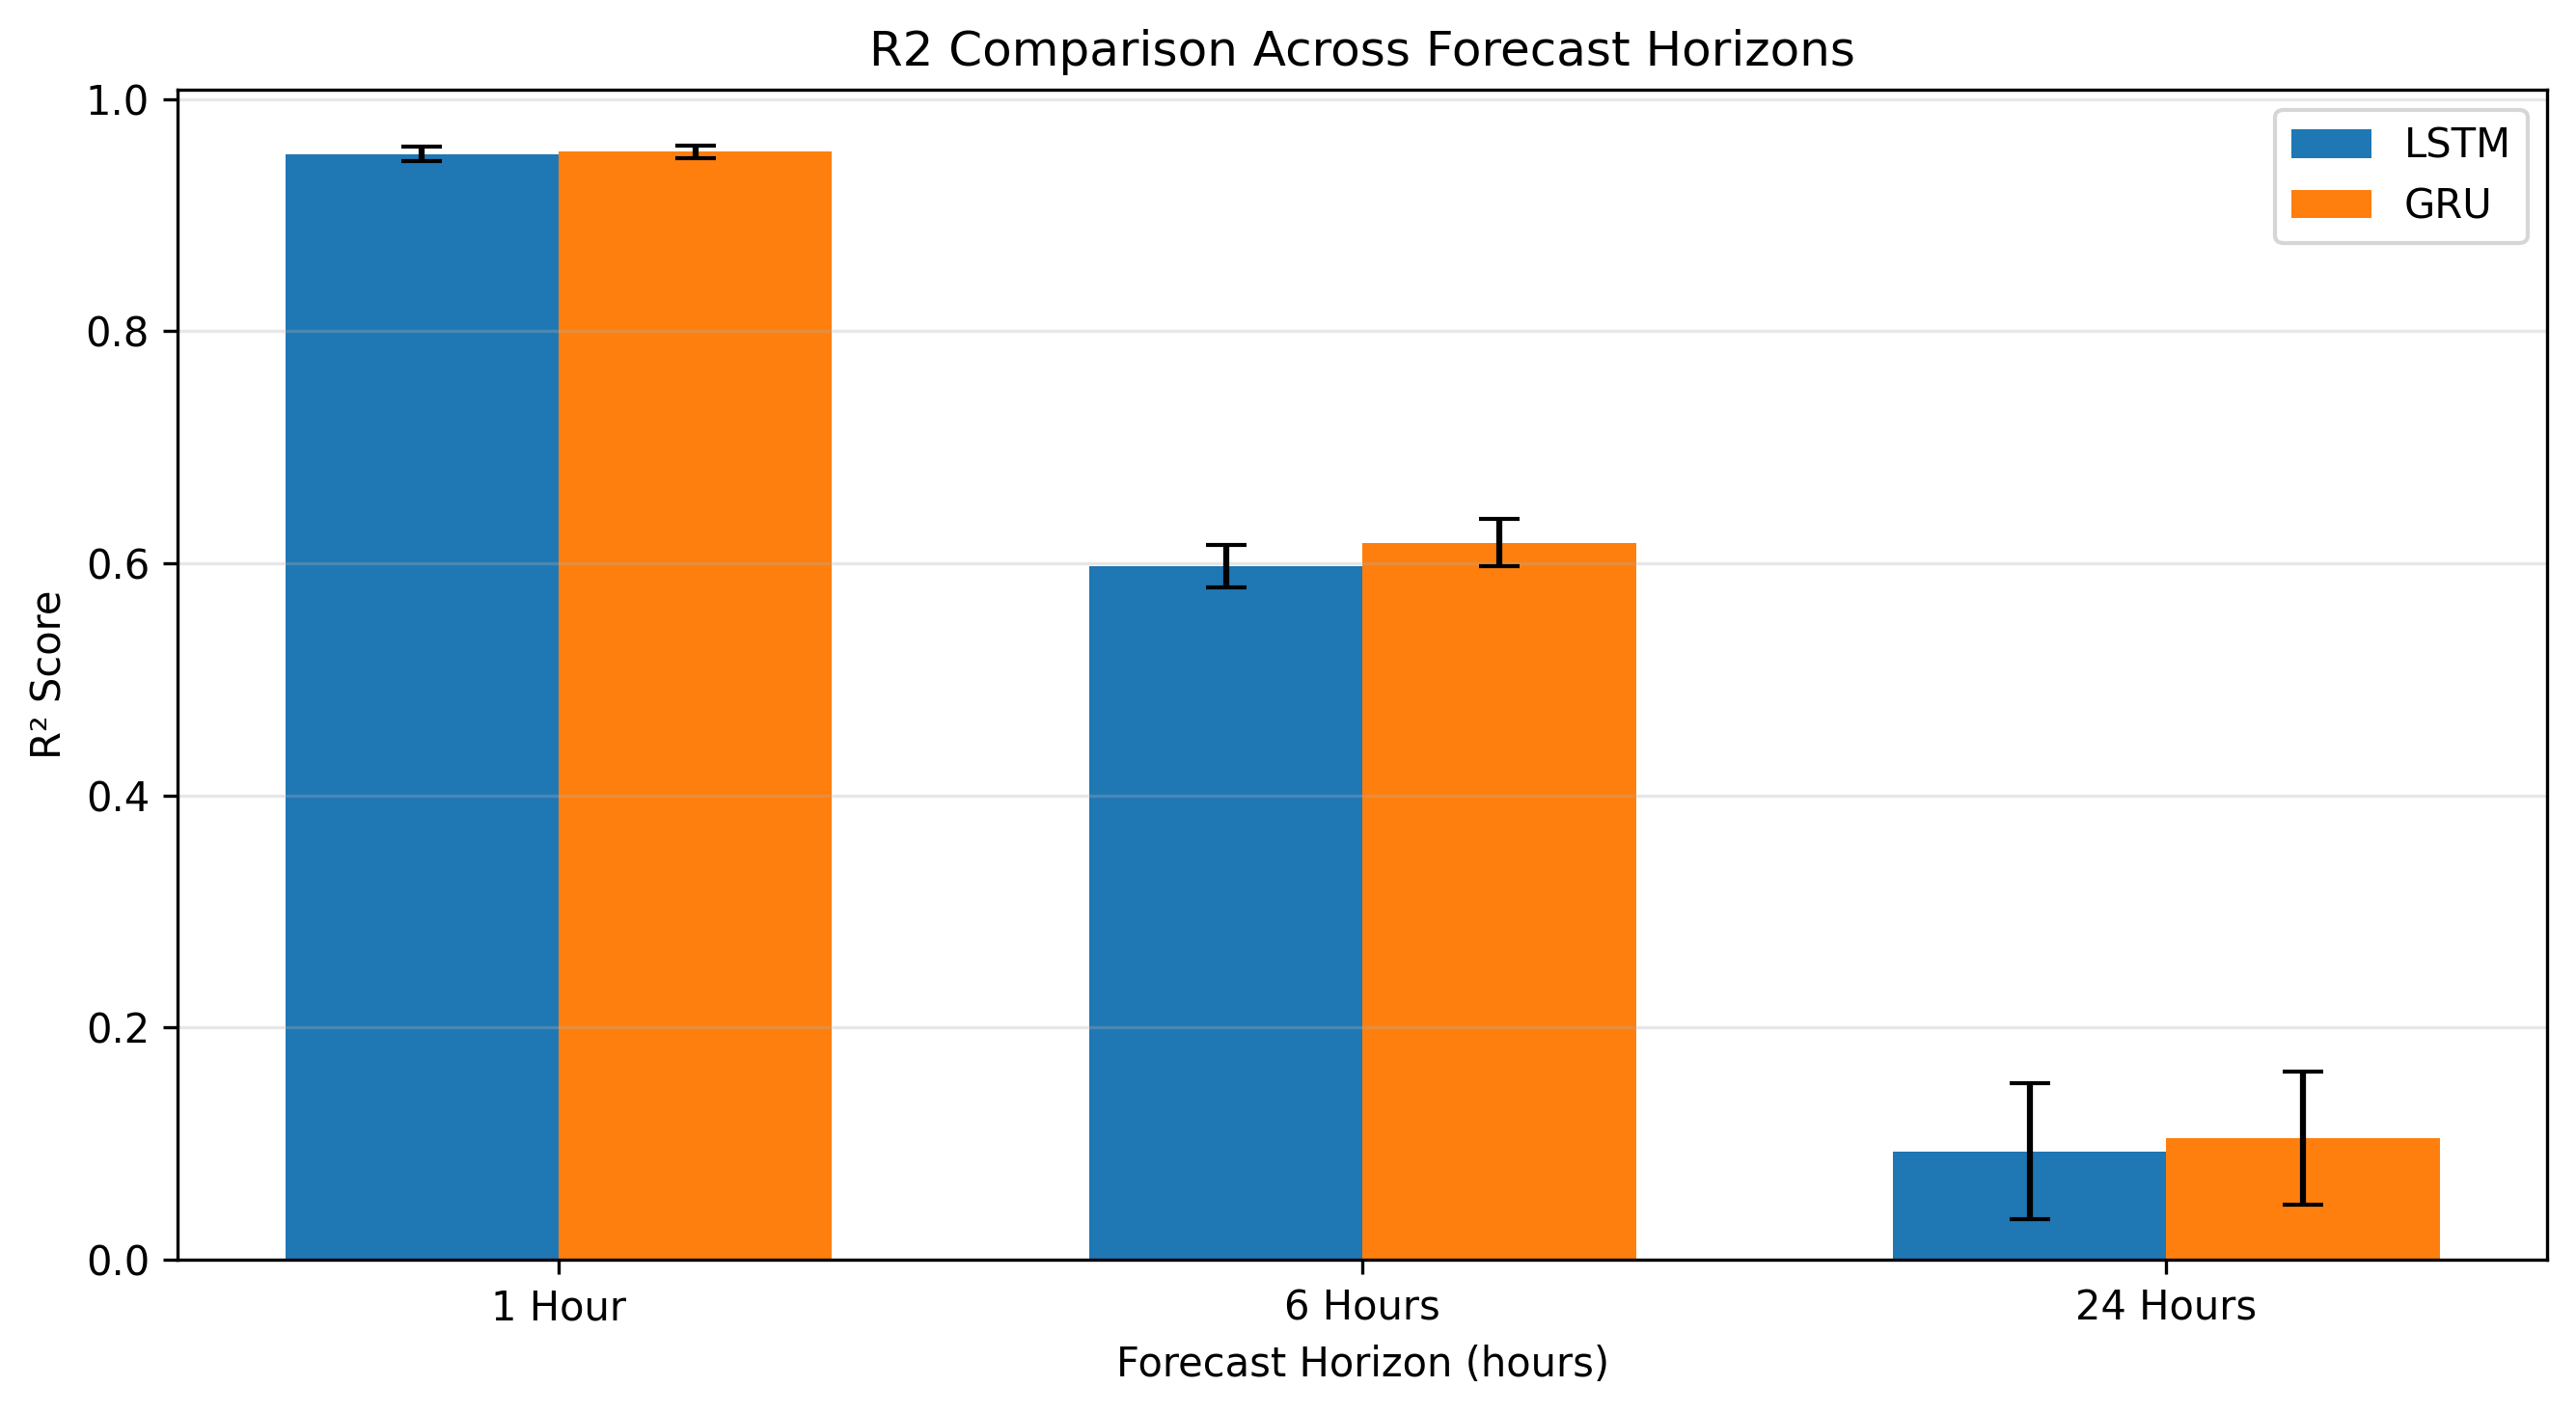 R2 Comparison Across Forecast Horizons
LSTM
GRU
R² Score
1.0
0.8
0.6
0.4
0.2
0.0
1 Hour
6 Hours
24 Hours
Forecast Horizon (hours)